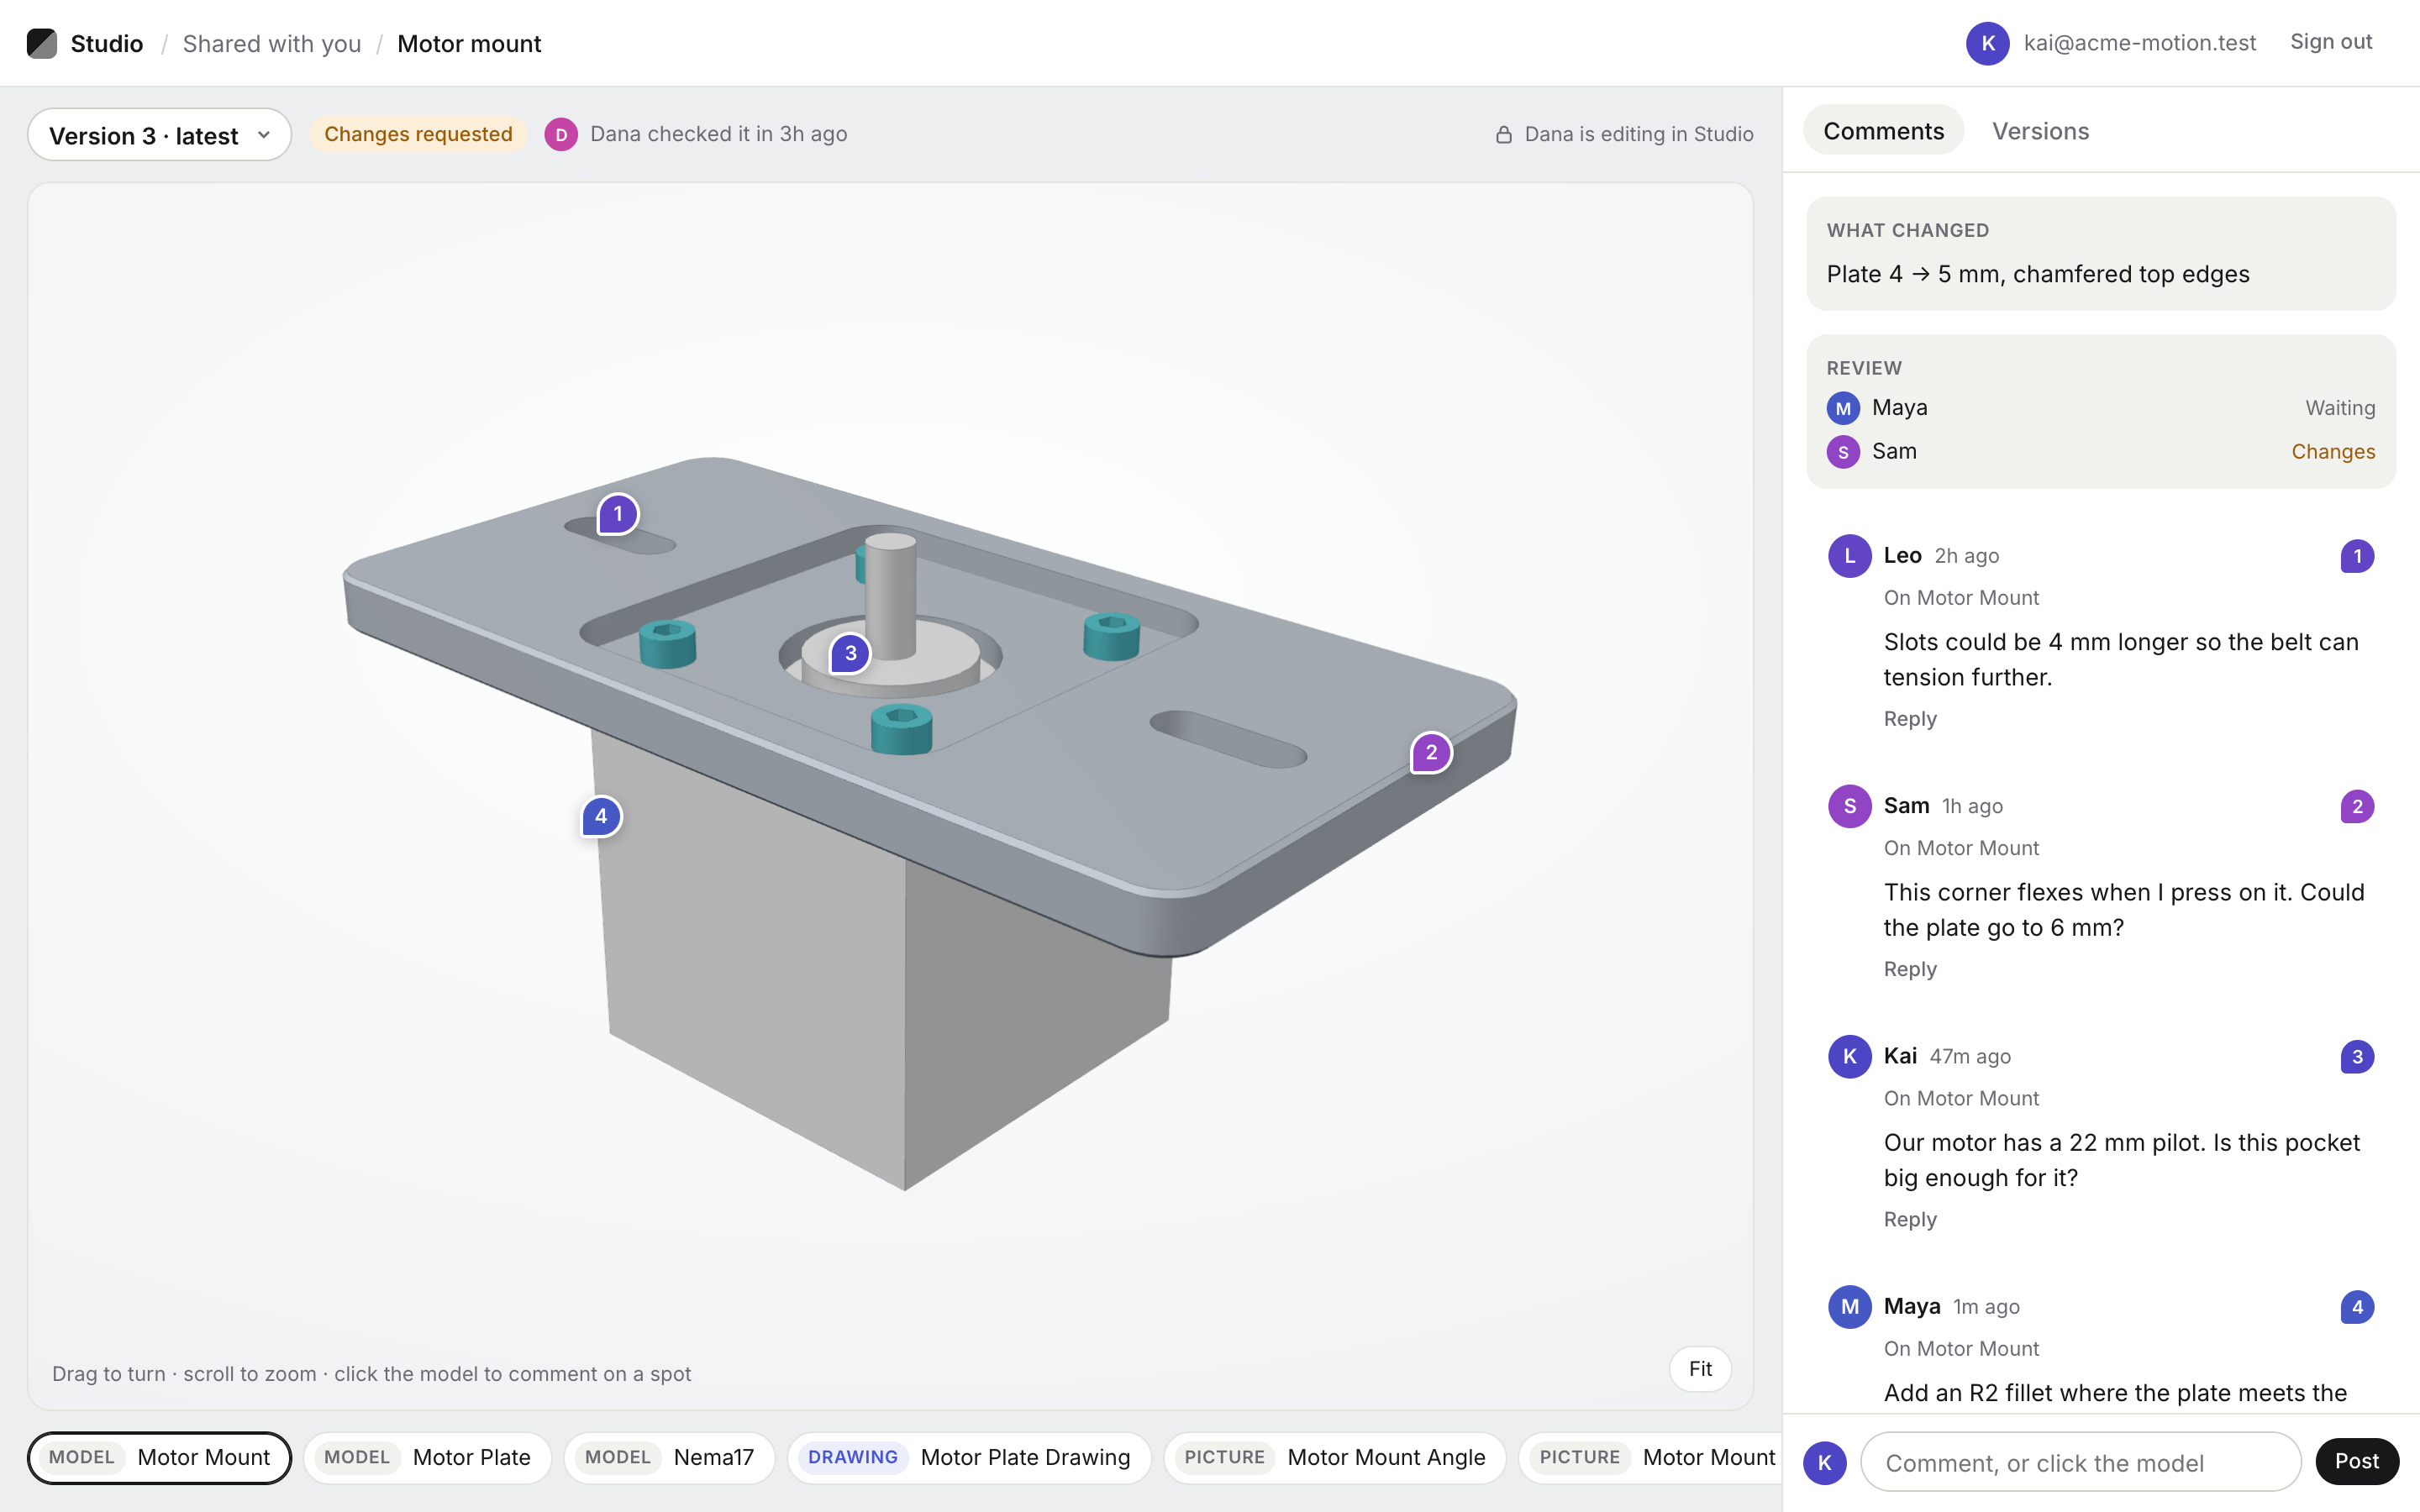 Studio / Shared with you / Motor mount
K kai@acme-motion.test Sign out
Version 3 · latest Changes requested D Dana checked it in 3h ago Dana is editing in Studio
1
2
3
4
Drag to turn · scroll to zoom · click the model to comment on a spot
Fit
MODEL Motor Mount MODEL Motor Plate MODEL Nema17 DRAWING Motor Plate Drawing PICTURE Motor Mount Angle PICTURE Motor Mount
Comments Versions
WHAT CHANGED
Plate 4 → 5 mm, chamfered top edges
REVIEW
M Maya Waiting
S Sam Changes
L Leo 2h ago 1
On Motor Mount
Slots could be 4 mm longer so the belt can
tension further.
Reply
S Sam 1h ago 2
On Motor Mount
This corner flexes when I press on it. Could
the plate go to 6 mm?
Reply
K Kai 47m ago 3
On Motor Mount
Our motor has a 22 mm pilot. Is this pocket
big enough for it?
Reply
M Maya 1m ago 4
On Motor Mount
Add an R2 fillet where the plate meets the
K Comment, or click the model Post